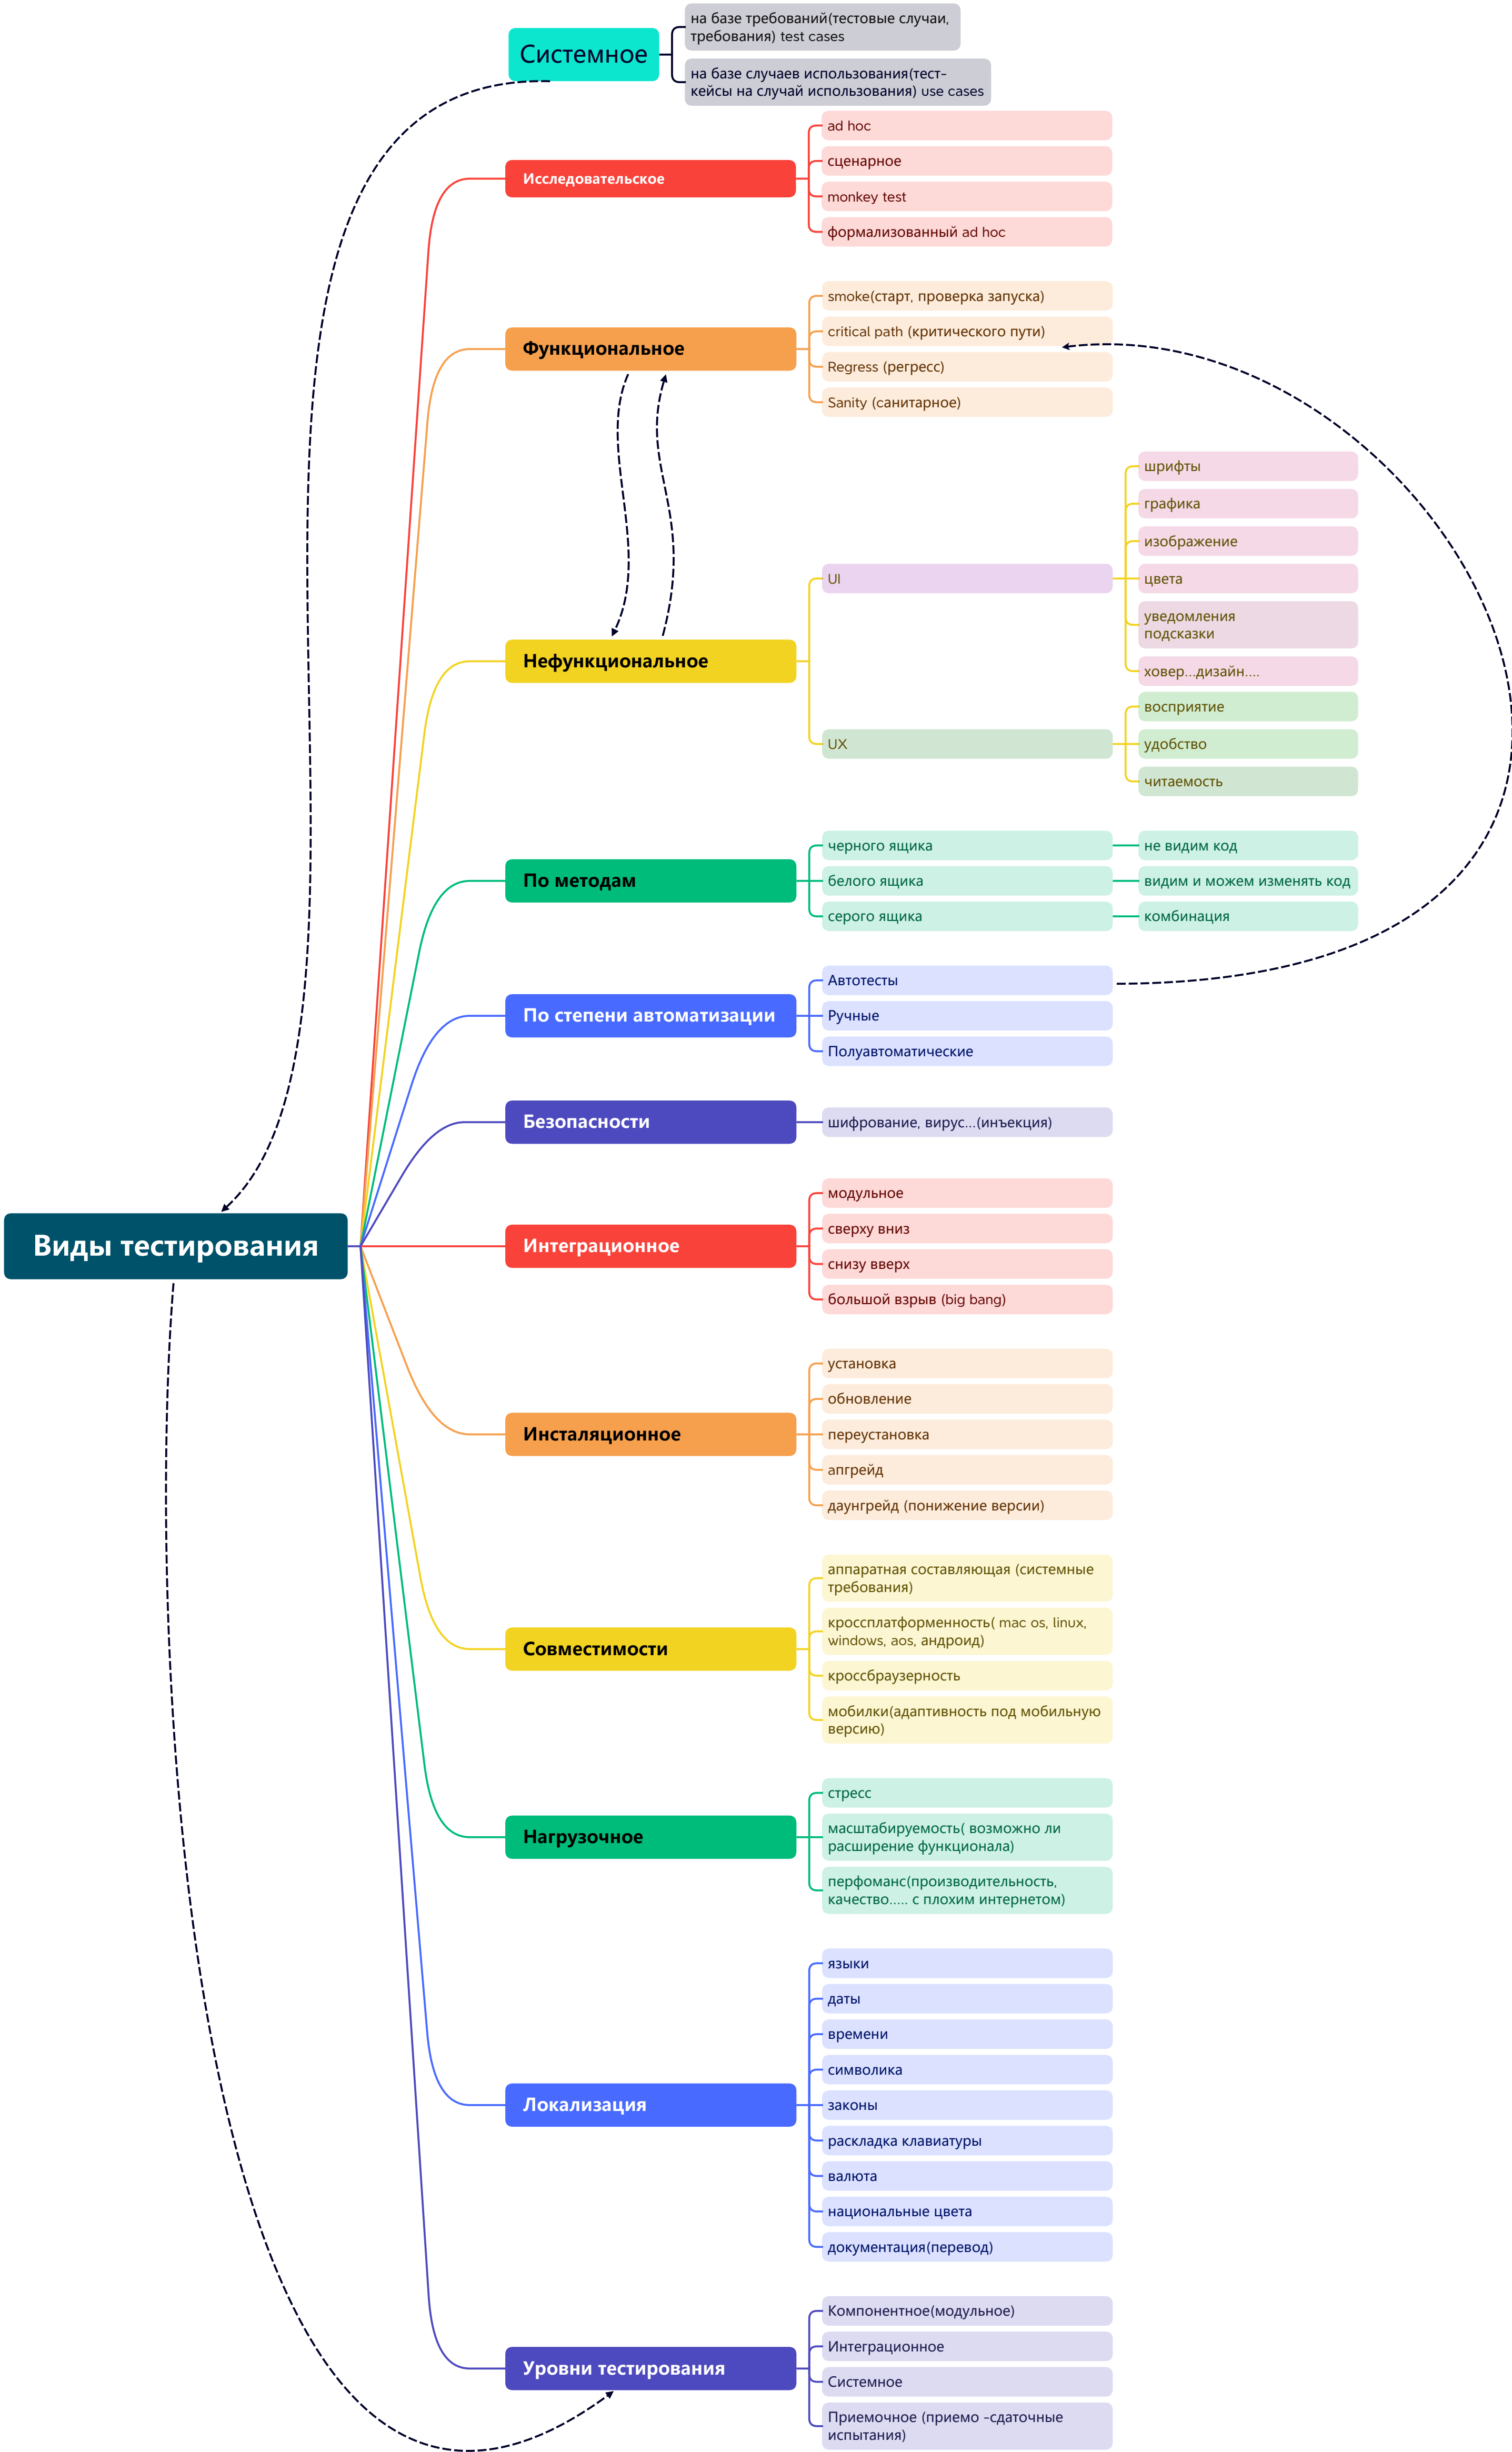 Системное
на базе требований(тестовые случаи,
требования) test cases
на базе случаев использования(тест-
кейсы на случай использования) use cases
Исследовательское
ad hoc
сценарное
monkey test
формализованный ad hoc
Функциональное
smoke(старт, проверка запуска)
critical path (критического пути)
Regress (регресс)
Sanity (санитарное)
Нефункциональное
UI
шрифты
графика
изображение
цвета
уведомления
подсказки
ховер...дизайн....
UX
восприятие
удобство
читаемость
По методам
черного ящика
не видим код
белого ящика
видим и можем изменять код
серого ящика
комбинация
По степени автоматизации
Автотесты
Ручные
Полуавтоматические
Безопасности
шифрование, вирус...(инъекция)
Виды тестирования
Интеграционное
модульное
сверху вниз
снизу вверх
большой взрыв (big bang)
Инсталяционное
установка
обновление
переустановка
апгрейд
даунгрейд (понижение версии)
Совместимости
аппаратная составляющая (системные
требования)
кроссплатформенность( mac os, linux,
windows, aos, андроид)
кроссбраузерность
мобилки(адаптивность под мобильную
версию)
Нагрузочное
стресс
масштабируемость( возможно ли
расширение функционала)
перфоманс(производительность,
качество..... с плохим интернетом)
Локализация
языки
даты
времени
символика
законы
раскладка клавиатуры
валюта
национальные цвета
документация(перевод)
Уровни тестирования
Компонентное(модульное)
Интеграционное
Системное
Приемочное (приемо -сдаточные
испытания)